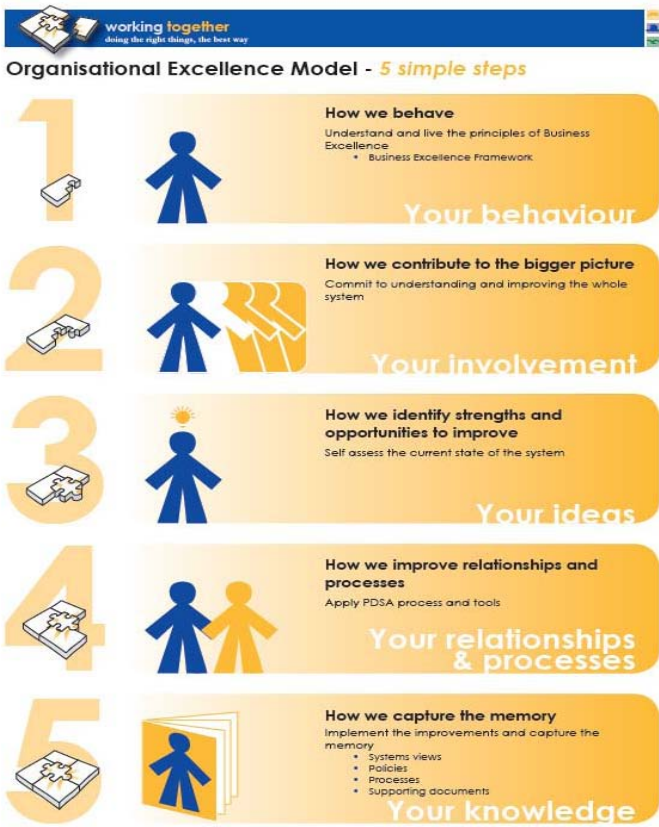 working together
doing the right things, the best way
Organisational Excellence Model - 5 simple steps
1
How we behave
Understand and live the principles of Business
Excellence
• Business Excellence Framework
Your behaviour
2
How we contribute to the bigger picture
Commit to understanding and improving the whole
system
Your involvement
3
How we identify strengths and
opportunities to improve
Self assess the current state of the system
Your ideas
4
How we improve relationships and
processes
Apply PDSA process and tools
Your relationships
& processes
5
How we capture the memory
Implement the improvements and capture the
memory
• Systems views
• Policies
• Processes
• Supporting documents
Your knowledge